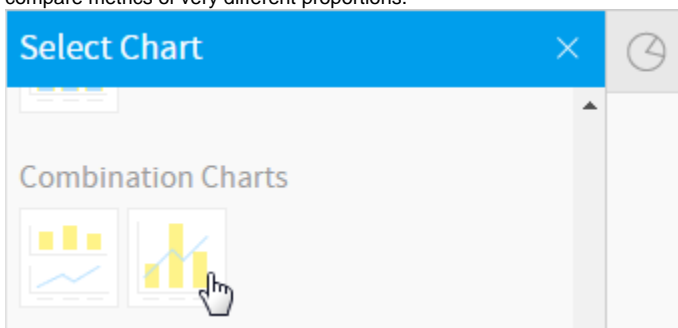 compare metrics of very different proportions.
Select Chart
Combination Charts